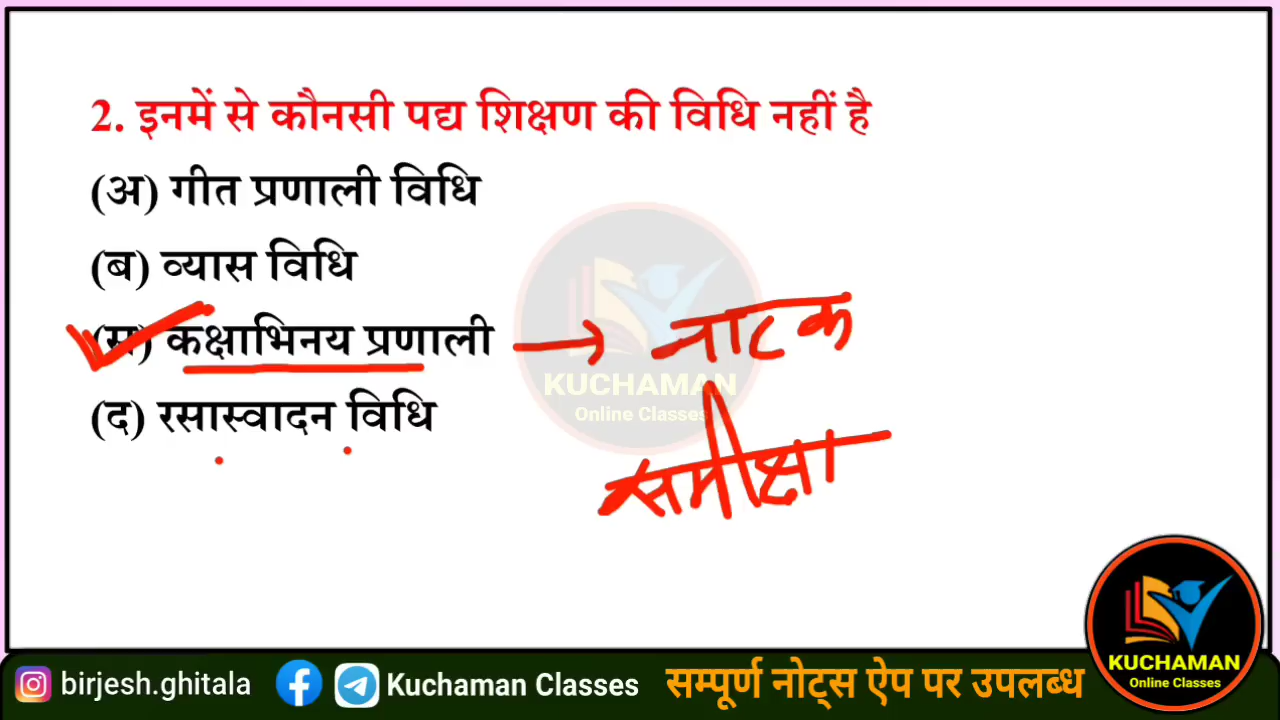 2. इनमें से कौनसी पद्य शिक्षण की विधि नहीं है
(अ) गीत प्रणाली विधि
(ब) व्यास विधि
(स) कक्षाभिनय प्रणाली → नाटक
(द) रसास्वादन विधि
समीक्षा
KUCHAMAN
Online Classes
KUCHAMAN
Online Classes
birjesh.ghitala Kuchaman Classes सम्पूर्ण नोट्स ऐप पर उपलब्ध